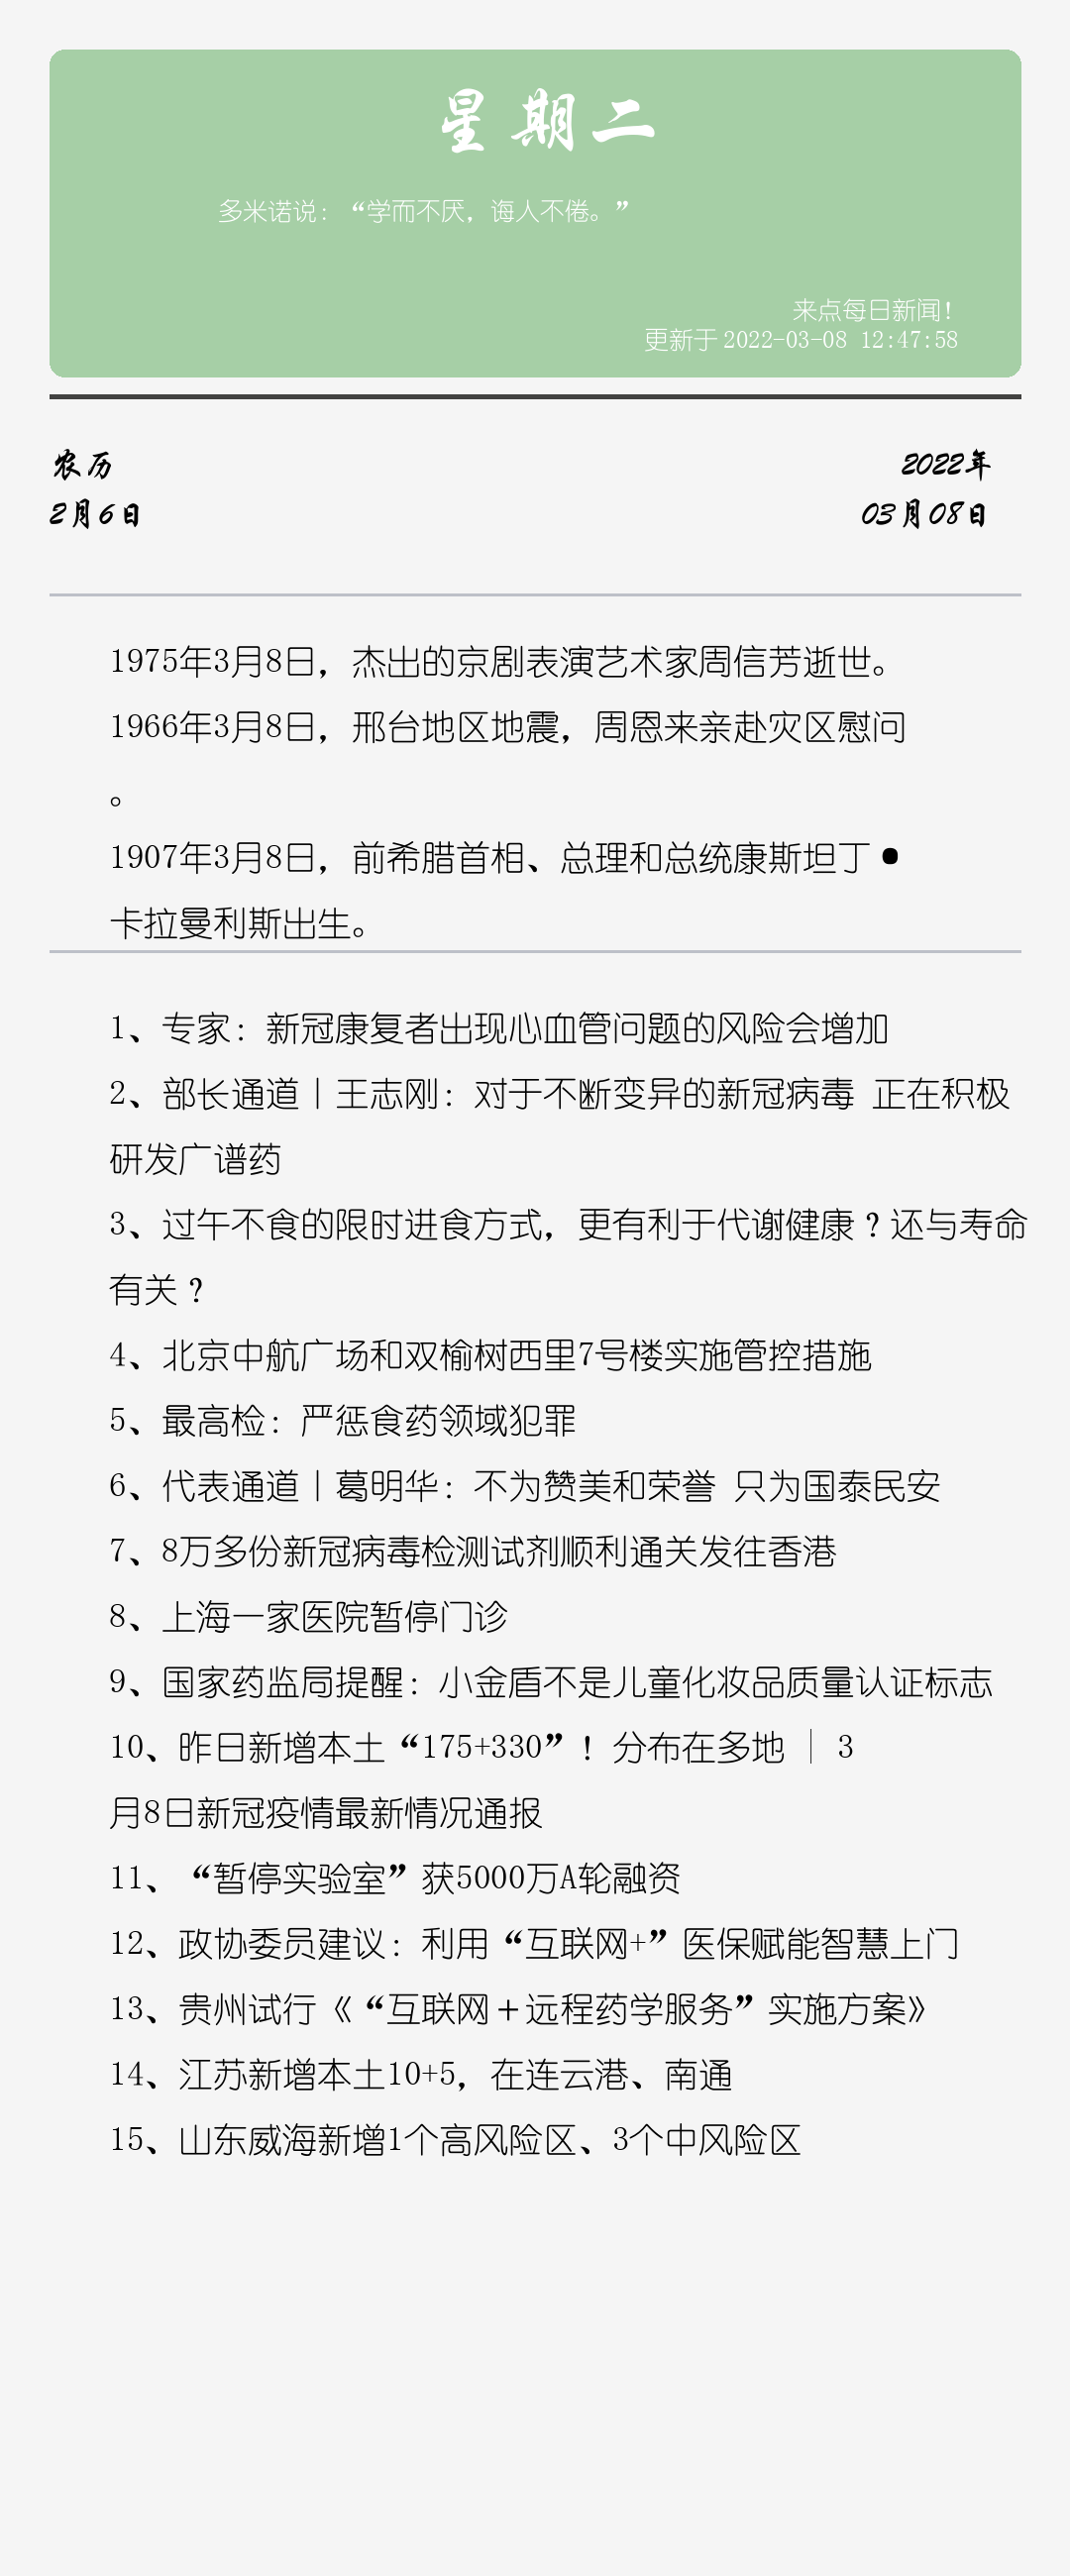 星期二
多米诺说：“学而不厌，诲人不倦。”
来点每日新闻！
更新于 2022-03-08 12:47:58
农历
2月6日
2022年
03月08日
1975年3月8日，杰出的京剧表演艺术家周信芳逝世。
1966年3月8日，邢台地区地震，周恩来亲赴灾区慰问
。
1907年3月8日，前希腊首相、总理和总统康斯坦丁•
卡拉曼利斯出生。
1、专家：新冠康复者出现心血管问题的风险会增加
2、部长通道丨王志刚：对于不断变异的新冠病毒 正在积极
研发广谱药
3、过午不食的限时进食方式，更有利于代谢健康？还与寿命
有关？
4、北京中航广场和双榆树西里7号楼实施管控措施
5、最高检：严惩食药领域犯罪
6、代表通道丨葛明华：不为赞美和荣誉 只为国泰民安
7、8万多份新冠病毒检测试剂顺利通关发往香港
8、上海一家医院暂停门诊
9、国家药监局提醒：小金盾不是儿童化妆品质量认证标志
10、昨日新增本土“175+330”！分布在多地 │ 3
月8日新冠疫情最新情况通报
11、“暂停实验室”获5000万A轮融资
12、政协委员建议：利用“互联网+”医保赋能智慧上门
13、贵州试行《“互联网＋远程药学服务”实施方案》
14、江苏新增本土10+5，在连云港、南通
15、山东威海新增1个高风险区、3个中风险区